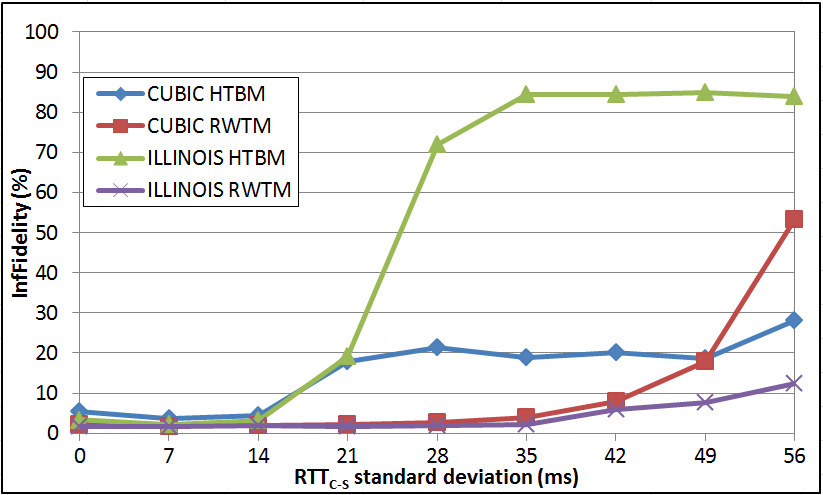 100
90
80
70
60
50
40
30
20
10
0
InfFidelity (%)
CUBIC HTBM
CUBIC RWTM
ILLINOIS HTBM
ILLINOIS RWTM
0 7 14 21 28 35 42 49 56
RTTC-S standard deviation (ms)